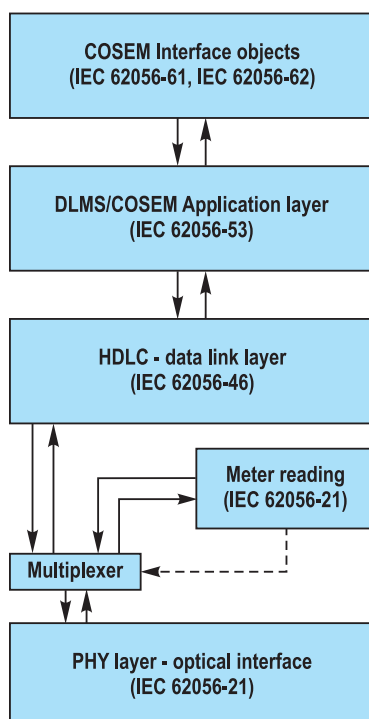 COSEM Interface objects
(IEC 62056-61, IEC 62056-62)
DLMS/COSEM Application layer
(IEC 62056-53)
HDLC - data link layer
(IEC 62056-46)
Meter reading
(IEC 62056-21)
Multiplexer
PHY layer - optical interface
(IEC 62056-21)